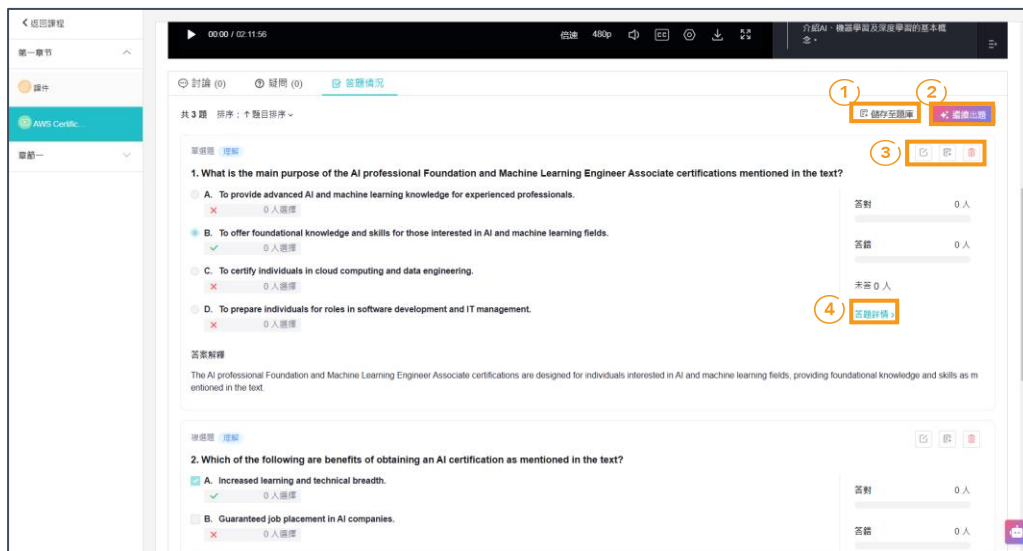 返回課程
第一章节
課件
AWS Certific...
章節一
00:00 / 02:11:56
倍速 480p CC
介紹AI、機器學習及深度學習的基本概
念。
討論 (0) 疑問 (0) 答題情况
共 3 題 排序：↑題目排序
① ②
儲存至題庫 繼續出題
單選題 理解
③
1. What is the main purpose of the AI professional Foundation and Machine Learning Engineer Associate certifications mentioned in the text?
A. To provide advanced AI and machine learning knowledge for experienced professionals.
0 人選擇
答對 0 人
B. To offer foundational knowledge and skills for those interested in AI and machine learning fields.
0 人選擇
答錯 0 人
C. To certify individuals in cloud computing and data engineering.
0 人選擇
未答 0 人
D. To prepare individuals for roles in software development and IT management.
0 人選擇
④ 答題詳情 >
答案解釋
The AI professional Foundation and Machine Learning Engineer Associate certifications are designed for individuals interested in AI and machine learning fields, providing foundational knowledge and skills as m
entioned in the text.
複選題 理解
2. Which of the following are benefits of obtaining an AI certification as mentioned in the text?
A. Increased learning and technical breadth.
0 人選擇
答對 0 人
B. Guaranteed job placement in AI companies.
0 人選擇
答錯 0 人